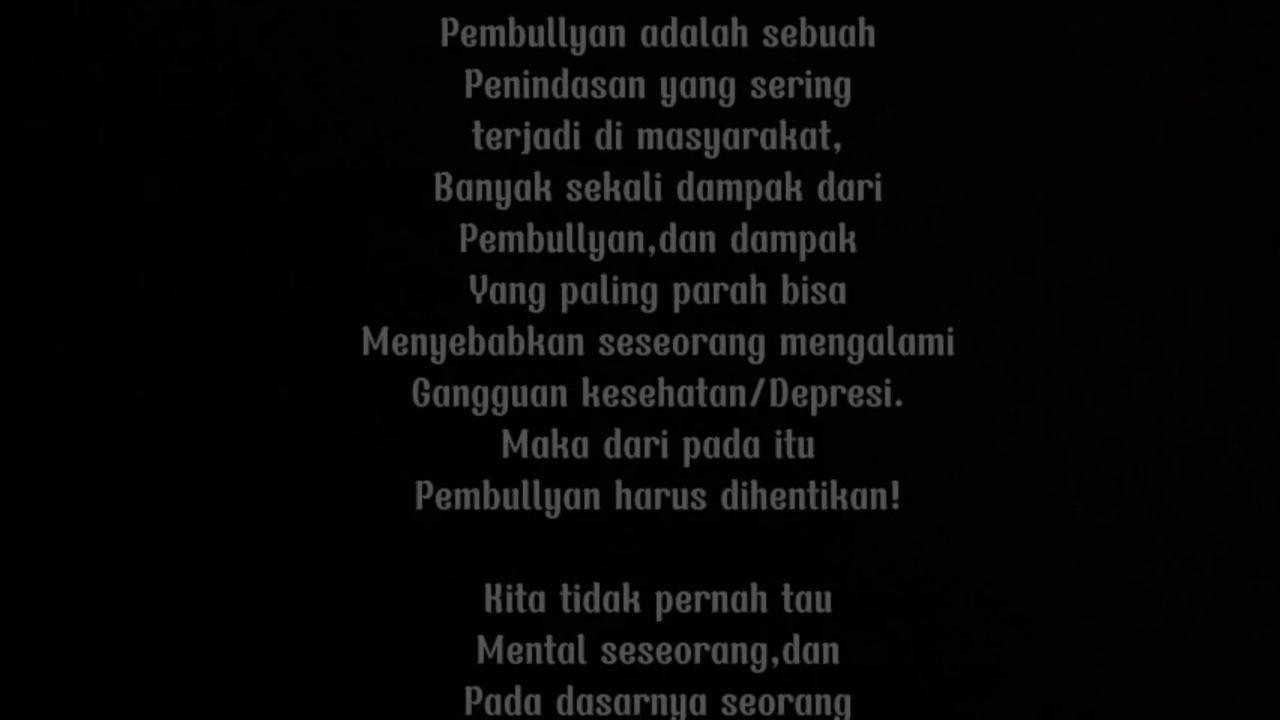 Pembullyan adalah sebuah
Penindasan yang sering
terjadi di masyarakat,
Banyak sekali dampak dari
Pembullyan,dan dampak
Yang paling parah bisa
Menyebabkan seseorang mengalami
Gangguan kesehatan/Depresi.
Maka dari pada itu
Pembullyan harus dihentikan!
Kita tidak pernah tau
Mental seseorang,dan
Pada dasarnya seorang